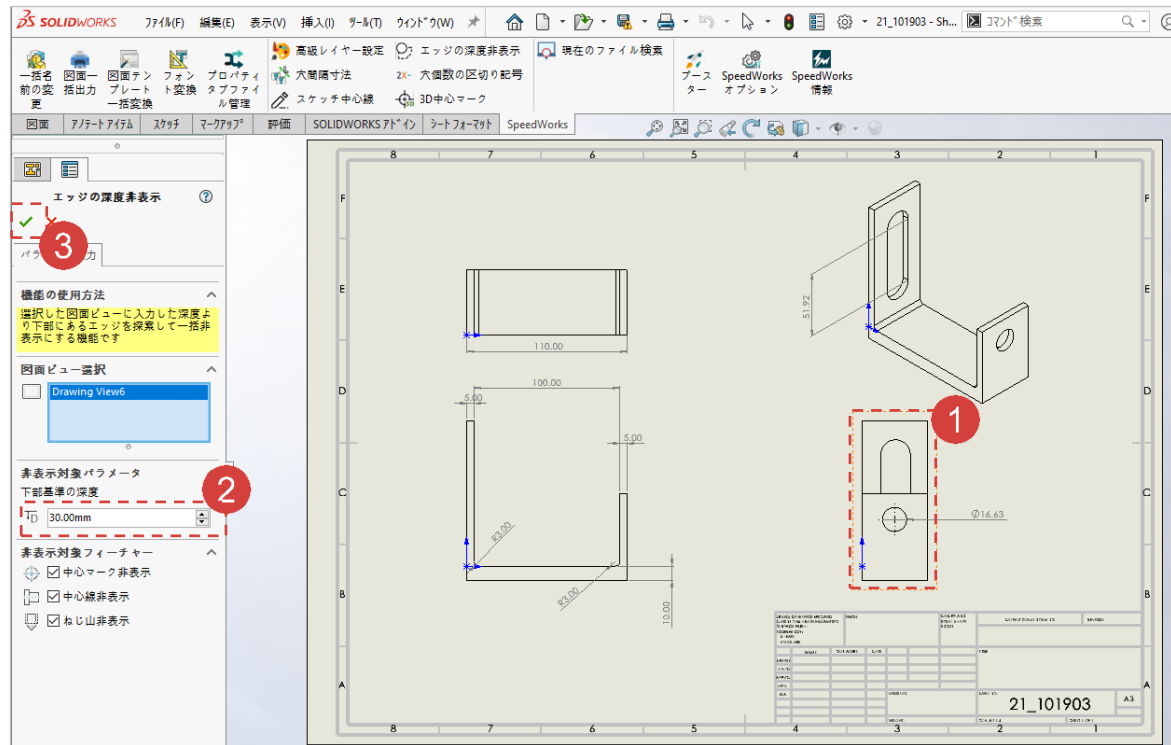 SOLIDWORKS
ファイル(F) 編集(E) 表示(V) 挿入(I) ツール(T) ウィンドウ(W)
21_101903 - Sh...
コマンド検索
一括名前の変更
図面一括出力
図面テンプレート一括変換
フォント変換
プロパティタブファイル管理
高級レイヤー設定
穴間隔寸法
スケッチ中心線
エッジの深度非表示
2X- 穴個数の区切り記号
3D中心マーク
現在のファイル検索
ブースター
SpeedWorks オプション
SpeedWorks 情報
図面 アノテートアイテム スケッチ マークアップ 評価 SOLIDWORKS アドイン シート フォーマット SpeedWorks
エッジの深度非表示
3
機能の使用方法
選択した図面ビューに入力した深度よ
り下部にあるエッジを探索して一括非
表示にする機能です
図面ビュー選択
Drawing View6
非表示対象パラメータ
下部基準の深度
2
30.00mm
非表示対象フィーチャー
中心マーク非表示
中心線非表示
ねじ山非表示
8 7 6 5 4 3 2 1
F F
E E
D D
C C
B B
A A
51.92
110.00
100.00
5.00
5.00
1
Ø16.63
R3.00
R3.00
10.00
21_101903
A3
8 7 6 5 4 3 2 1